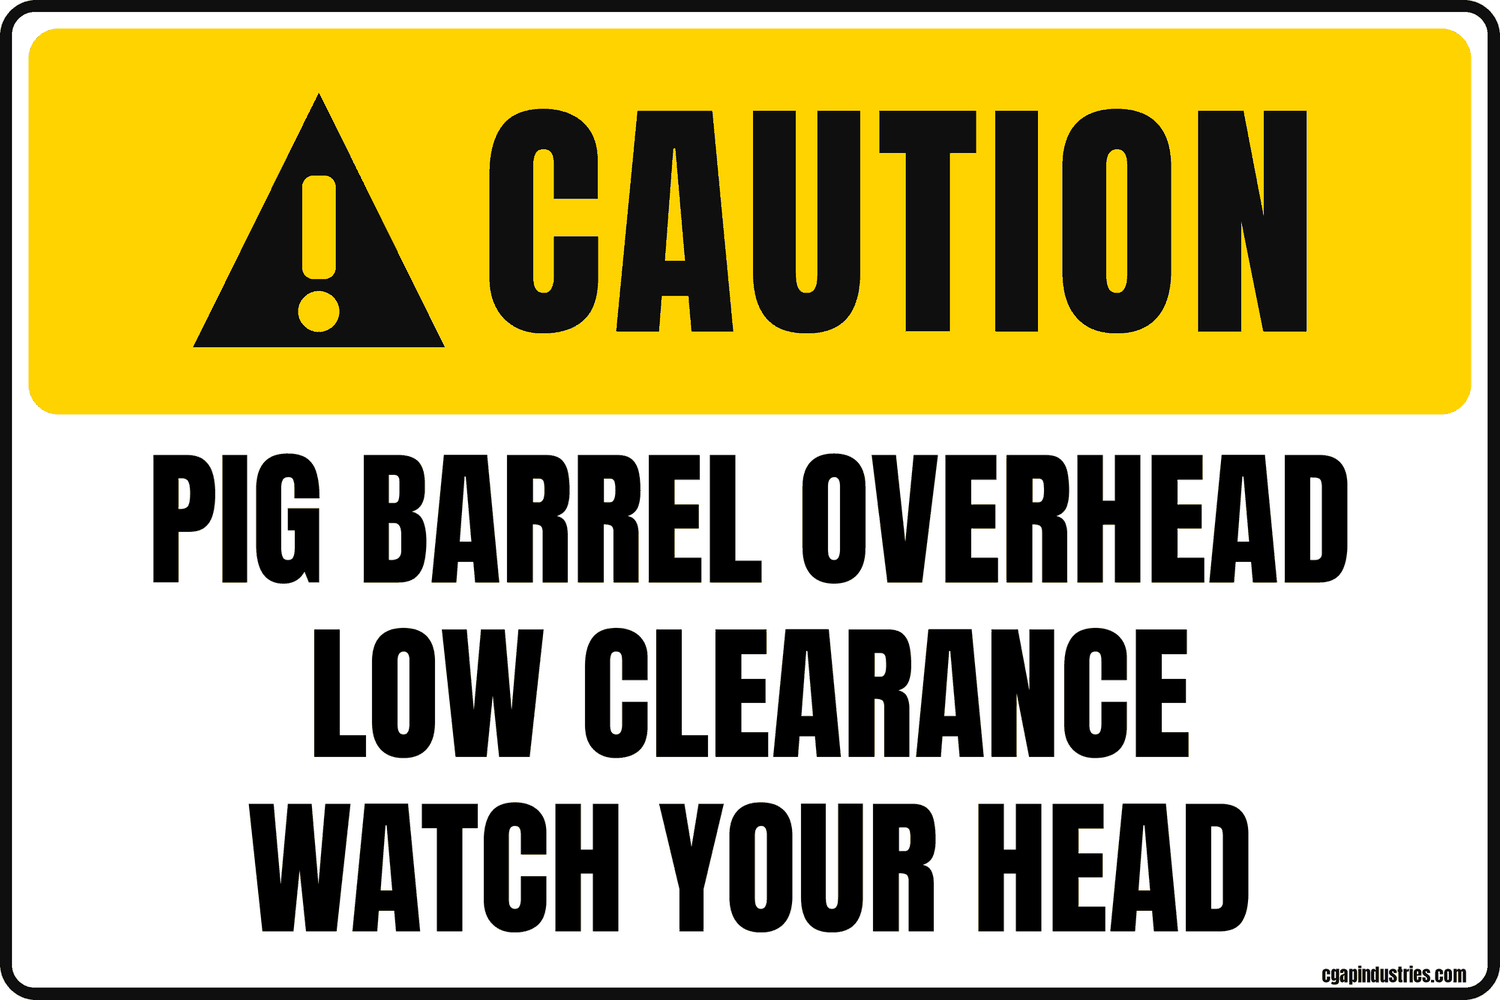 CAUTION
PIG BARREL OVERHEAD
LOW CLEARANCE
WATCH YOUR HEAD
cgapindustries.com